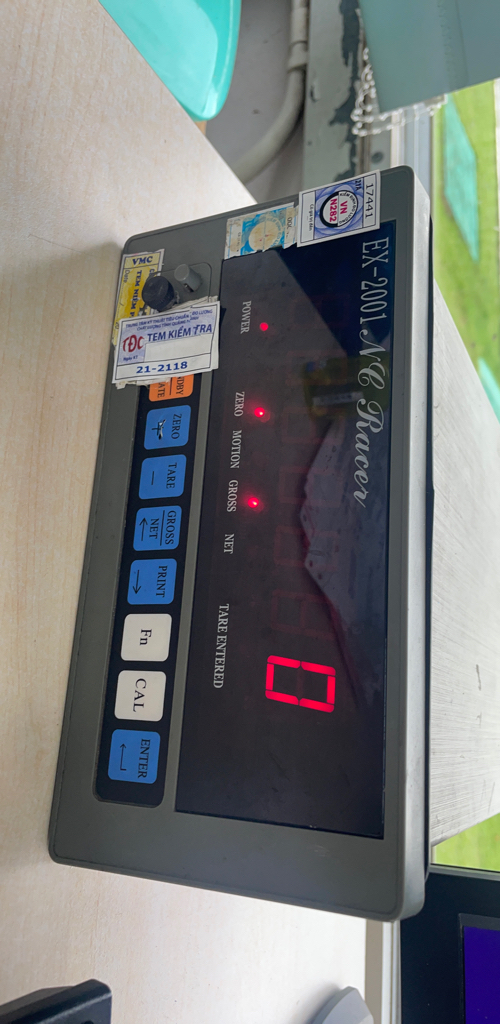 EX-2001 NC Racer
17441
VN
N282
0
POWER
ZERO
MOTION
GROSS
NET
TARE ENTERED
VMC
TEM KIỂM
TĐC TEM KIỂM TRA
21-2118
ZERO
+
TARE
−
GROSS
NET
←
PRINT
→
Fn
CAL
ENTER